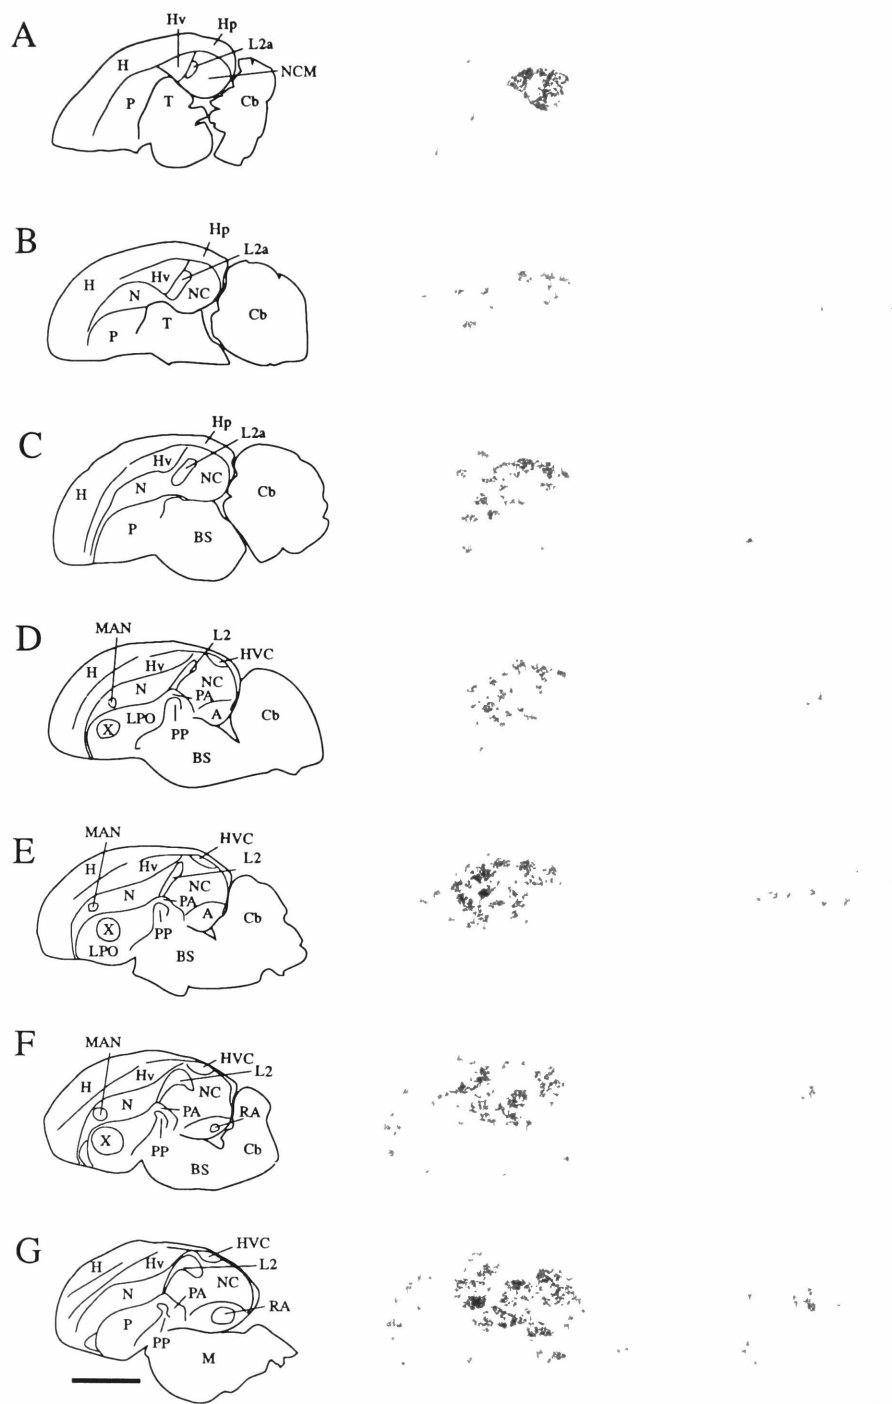 A
Hv
Hp
L2a
H
NCM
P
T
Cb
B
Hp
L2a
H
Hv
N
NC
P
T
Cb
C
Hp
L2a
Hv
H
N
NC
Cb
P
BS
D
MAN
L2
HVC
H
Hv
N
NC
PA
X
LPO
PP
A
Cb
BS
E
MAN
HVC
L2
H
Hv
N
NC
PA
A
Cb
X
PP
LPO
BS
F
MAN
HVC
L2
H
Hv
N
NC
PA
RA
X
PP
BS
Cb
G
HVC
H
Hv
L2
N
NC
PA
RA
P
PP
M